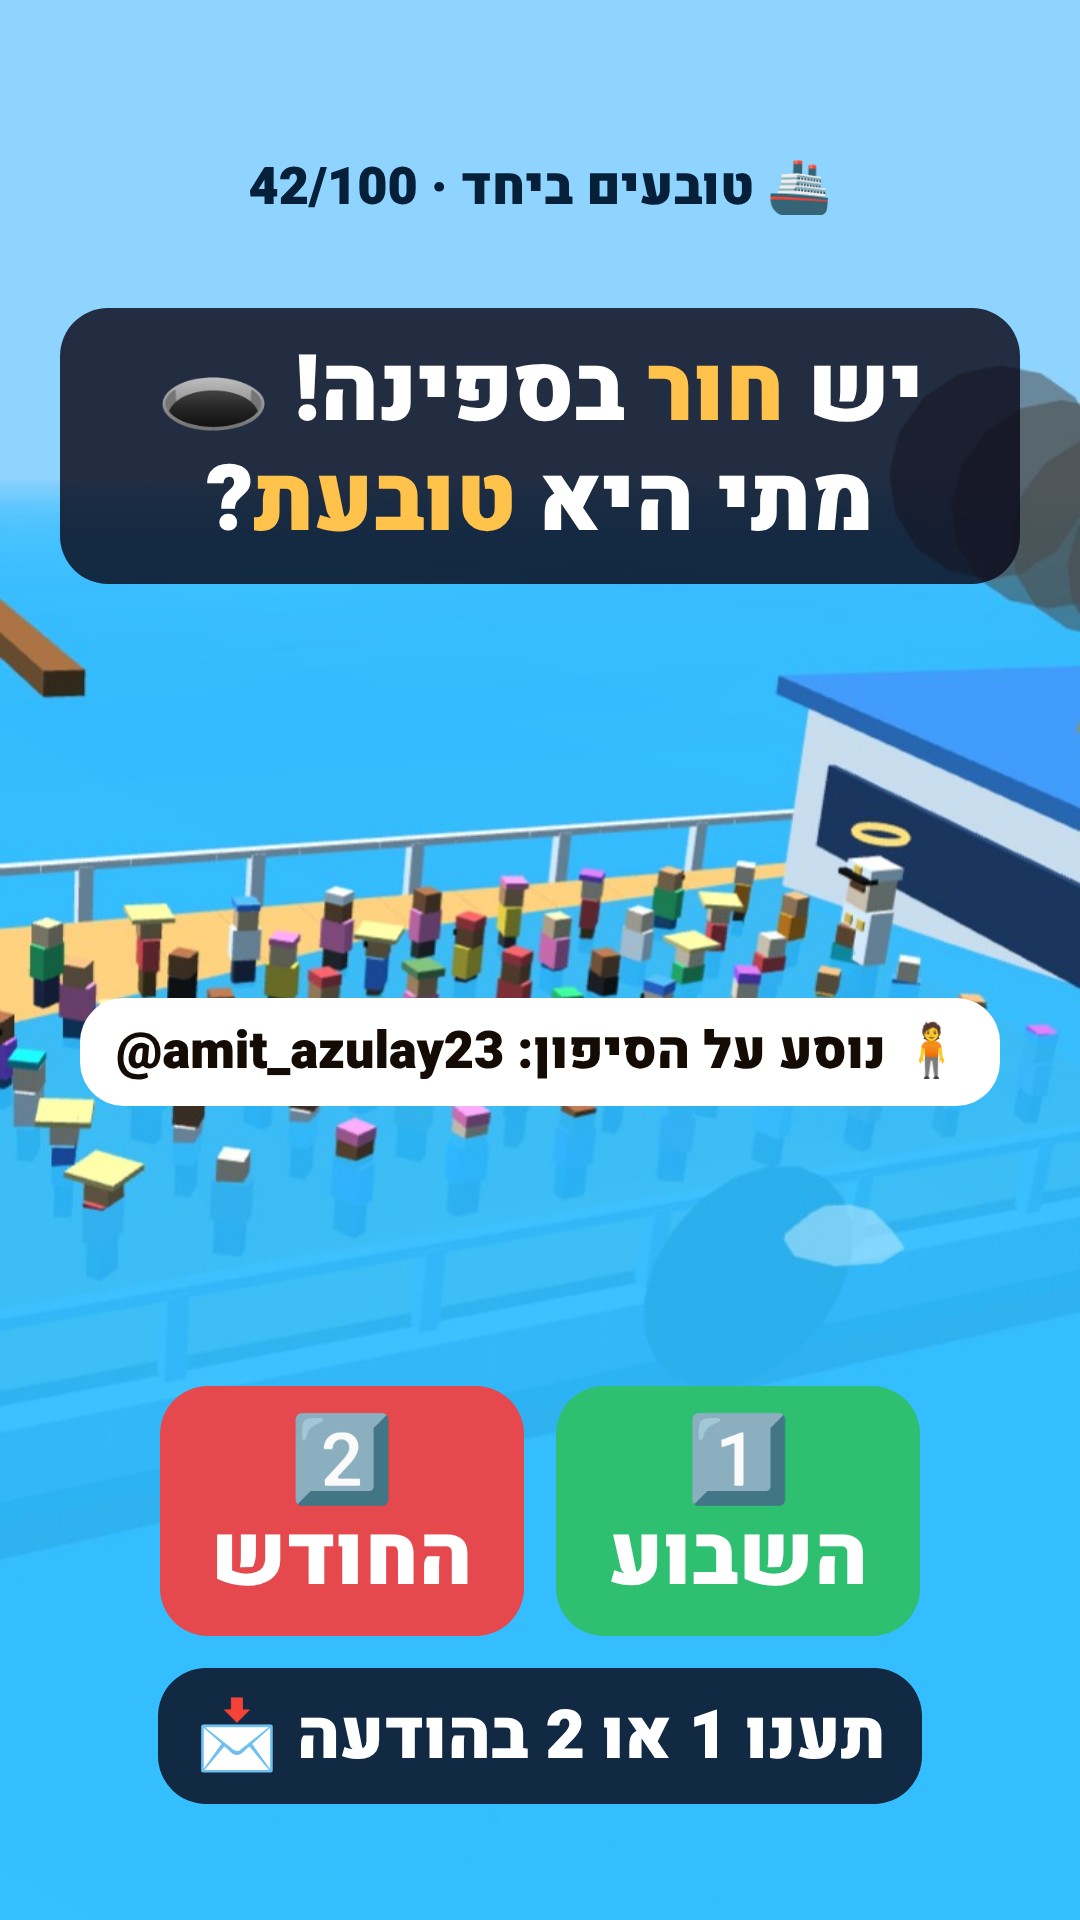 🚢 טובעים ביחד · 42/100
יש חור בספינה! 🕳️
מתי היא טובעת?
🧍 נוסע על הסיפון: @amit_azulay23
1️⃣
השבוע
2️⃣
החודש
תענו 1 או 2 בהודעה 📩